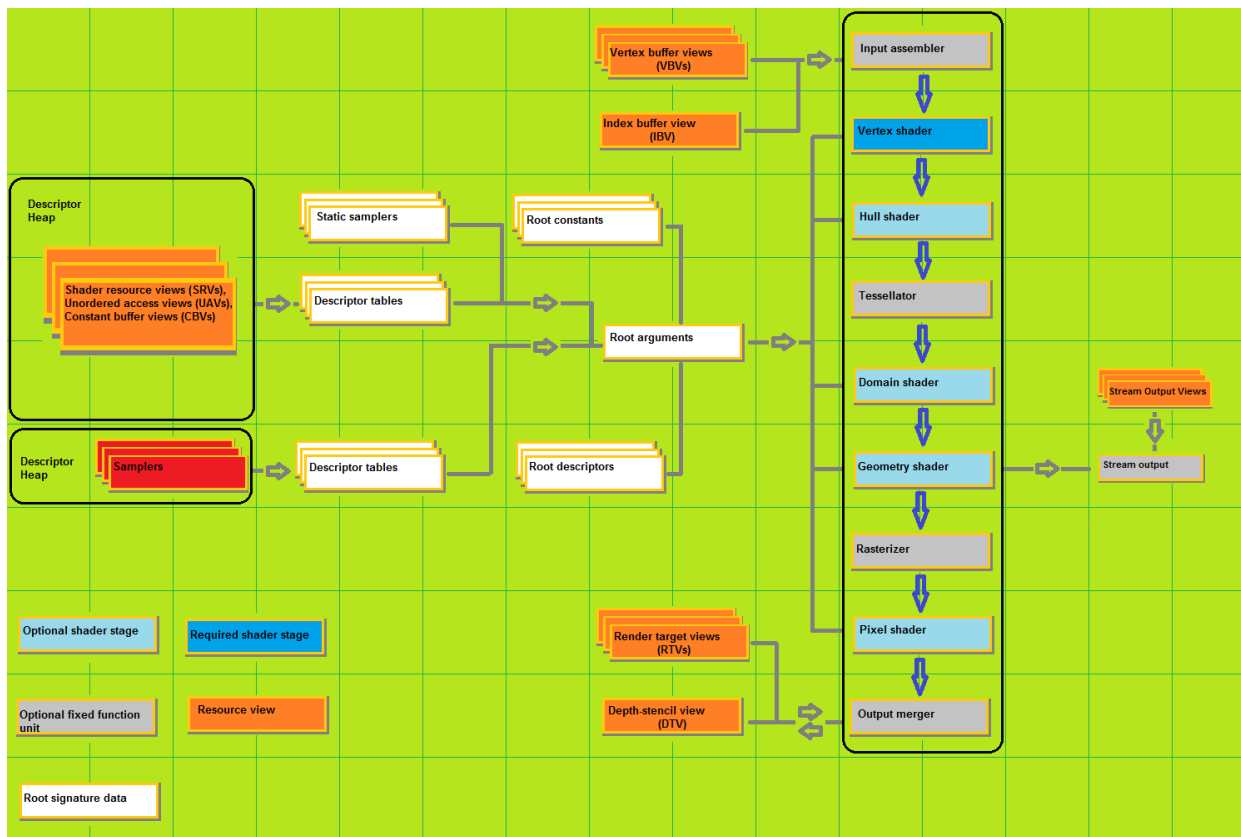 Vertex buffer views
(VBVs)
Input assembler
Index buffer view
(IBV)
Vertex shader
Descriptor
Heap
Shader resource views (SRVs),
Unordered access views (UAVs),
Constant buffer views (CBVs)
Static samplers
Root constants
Hull shader
Descriptor tables
Tessellator
Root arguments
Domain shader
Stream Output Views
Descriptor
Heap
Samplers
Descriptor tables
Root descriptors
Geometry shader
Stream output
Rasterizer
Optional shader stage
Required shader stage
Render target views
(RTVs)
Pixel shader
Optional fixed function
unit
Resource view
Depth-stencil view
(DTV)
Output merger
Root signature data